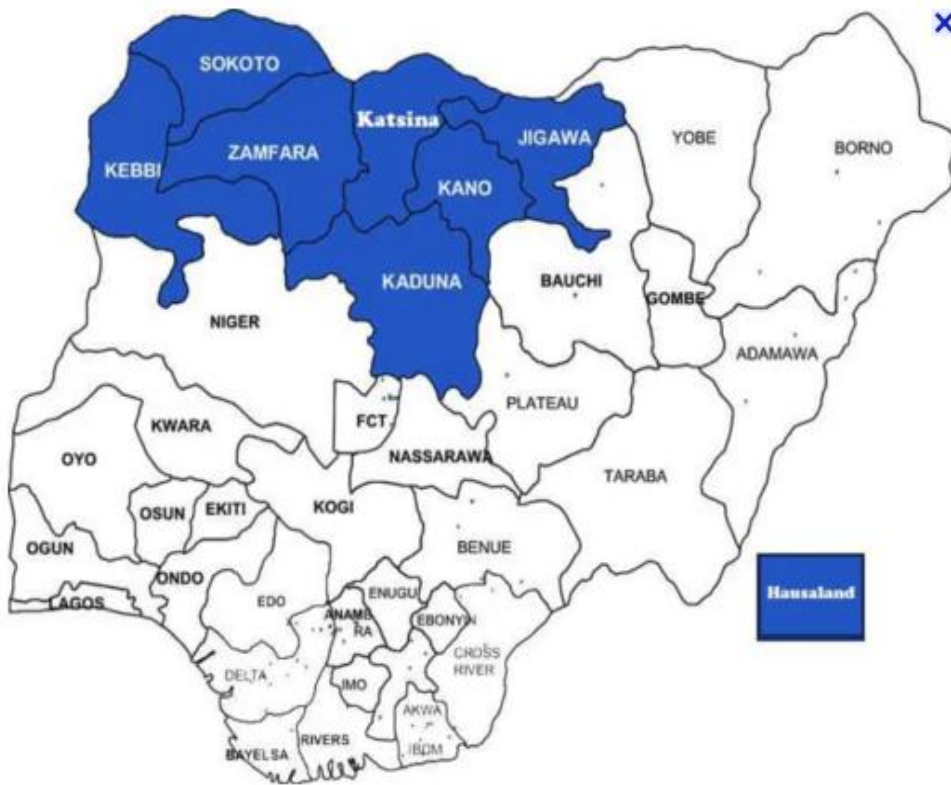 SOKOTO
Katsina
ZAMFARA
JIGAWA
YOBE
BORNO
KEBBI
KANO
KADUNA
BAUCHI
GOMBE
NIGER
ADAMAWA
PLATEAU
FCT
KWARA
NASSARAWA
OYO
TARABA
KOGI
OSUN
EKITI
OGUN
BENUE
ONDO
LAGOS
EDO
ENUGU
ANAMB
RA
EBONYIN
CROSS
RIVER
DELTA
IMO
AKWA
IBOM
RIVERS
BAYELSA
Hausaland